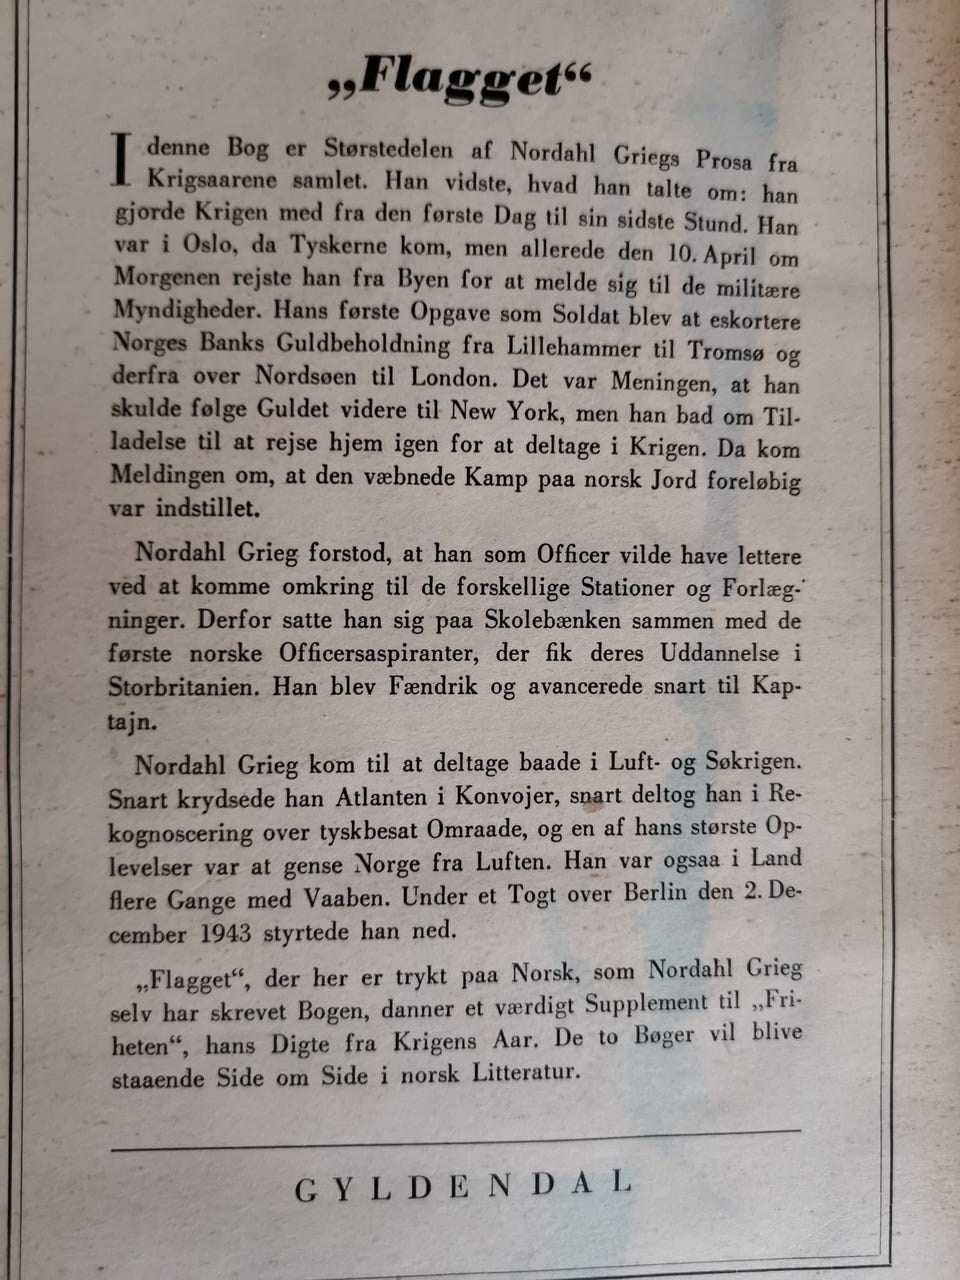 „Flagget“
I denne Bog er Størstedelen af Nordahl Griegs Prosa fra
Krigsaarene samlet. Han vidste, hvad han talte om: han
gjorde Krigen med fra den første Dag til sin sidste Stund. Han
var i Oslo, da Tyskerne kom, men allerede den 10. April om
Morgenen rejste han fra Byen for at melde sig til de militære
Myndigheder. Hans første Opgave som Soldat blev at eskortere
Norges Banks Guldbeholdning fra Lillehammer til Tromsø og
derfra over Nordsøen til London. Det var Meningen, at han
skulde følge Guldet videre til New York, men han bad om Til-
ladelse til at rejse hjem igen for at deltage i Krigen. Da kom
Meldingen om, at den væbnede Kamp paa norsk Jord foreløbig
var indstillet.
Nordahl Grieg forstod, at han som Officer vilde have lettere
ved at komme omkring til de forskellige Stationer og Forlæg-
ninger. Derfor satte han sig paa Skolebænken sammen med de
første norske Officersaspiranter, der fik deres Uddannelse i
Storbritanien. Han blev Fændrik og avancerede snart til Kap-
tajn.
Nordahl Grieg kom til at deltage baade i Luft- og Søkrigen.
Snart krydsede han Atlanten i Konvojer, snart deltog han i Re-
kognoscering over tyskbesat Omraade, og en af hans største Op-
levelser var at gense Norge fra Luften. Han var ogsaa i Land
flere Gange med Vaaben. Under et Togt over Berlin den 2. De-
cember 1943 styrtede han ned.
„Flagget“, der her er trykt paa Norsk, som Nordahl Grieg
selv har skrevet Bogen, danner et værdigt Supplement til „Fri-
heten“, hans Digte fra Krigens Aar. De to Bøger vil blive
staaende Side om Side i norsk Litteratur.
GYLDENDAL